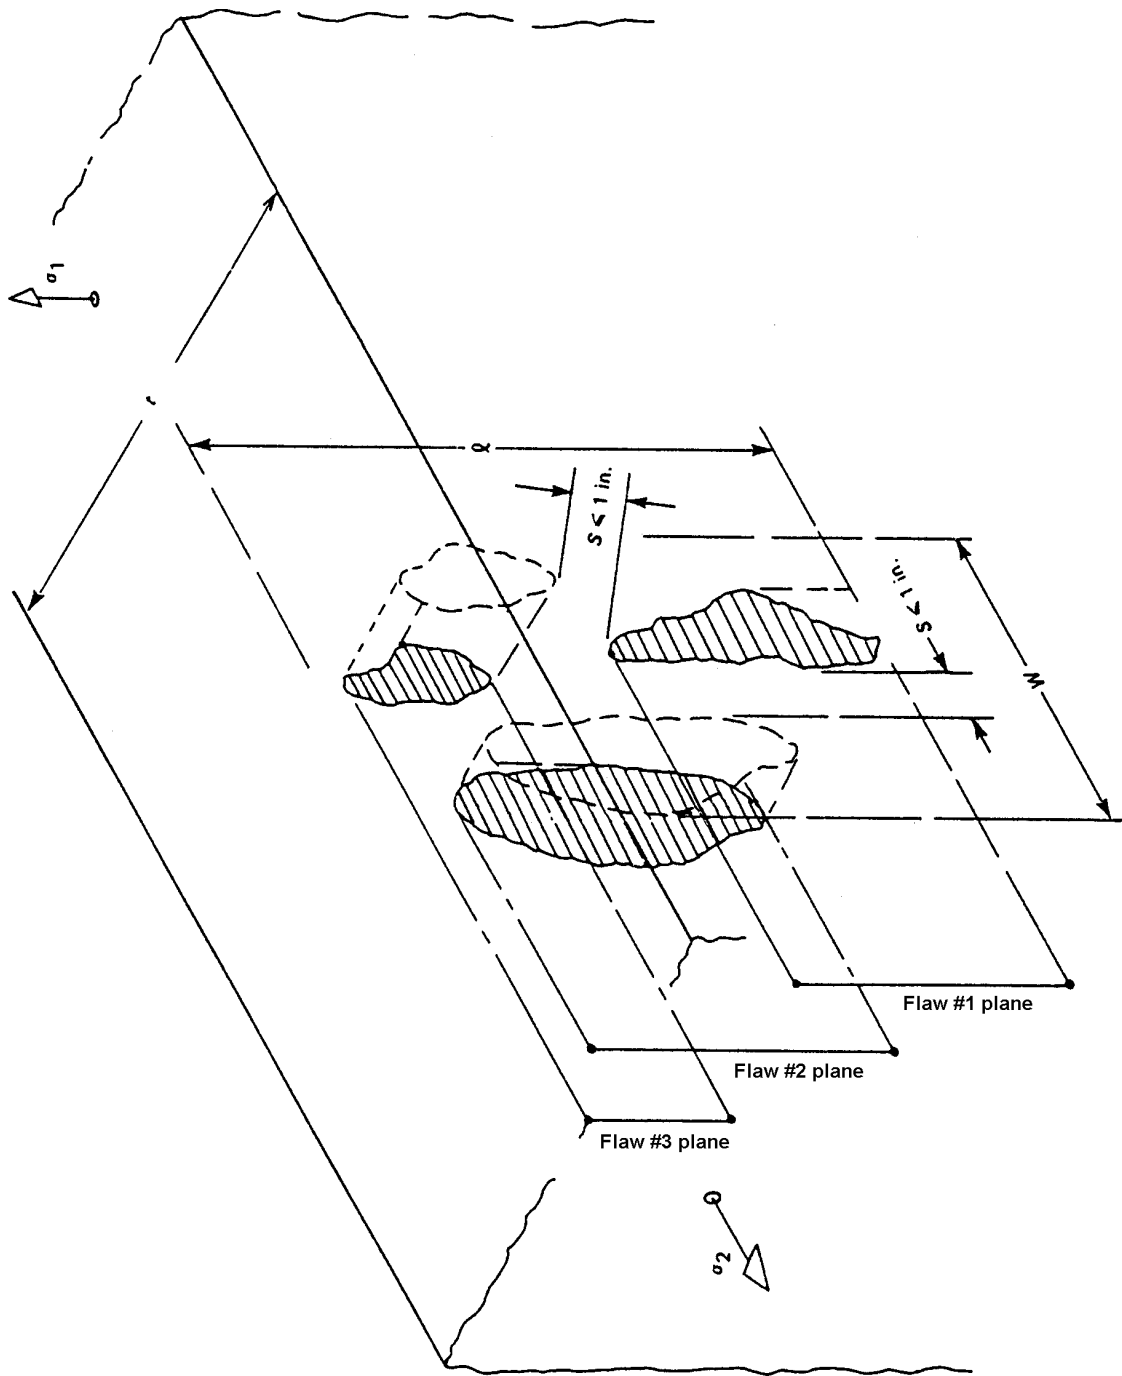 σ1
t
ℓ
S ≤ 1 in.
S ≤ 1 in.
W
Flaw #1 plane
Flaw #2 plane
Flaw #3 plane
σ2